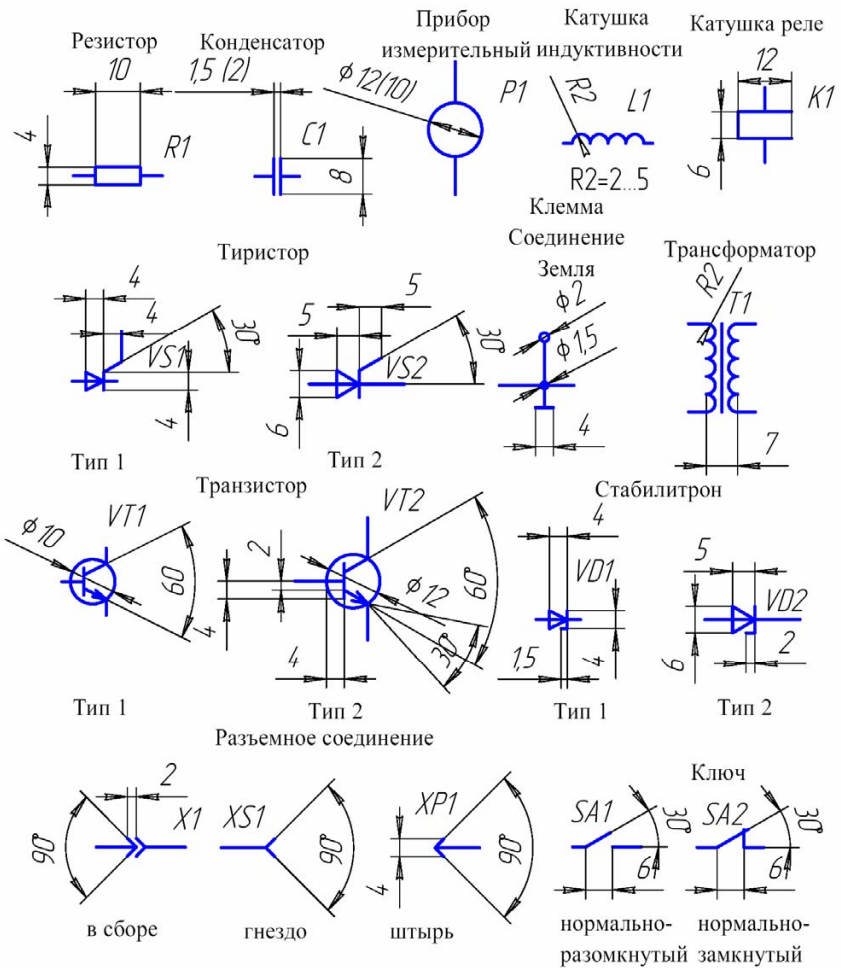 Резистор
Конденсатор
Прибор
измерительный
Катушка
индуктивности
Катушка реле
10
4
R1
1,5 (2)
C1
8
ϕ12(10)
P1
R2
L1
R2=2...5
12
K1
6
Тиристор
4
4
VS1
30°
4
Тип 1
5
5
VS2
30°
6
Тип 2
Клемма
Соединение
Земля
ϕ2
ϕ1,5
4
Трансформатор
R2
T1
7
Транзистор
ϕ10
VT1
60
Тип 1
VT2
2
4
4
ϕ12
60°
30°
Тип 2
Стабилитрон
4
VD1
1,5
4
Тип 1
5
VD2
6
2
Тип 2
Разъемное соединение
2
90°
X1
в сборе
XS1
90°
гнездо
XP1
4
90°
штырь
Ключ
SA1
30°
6
нормально-
разомкнутый
SA2
30°
6
нормально-
замкнутый